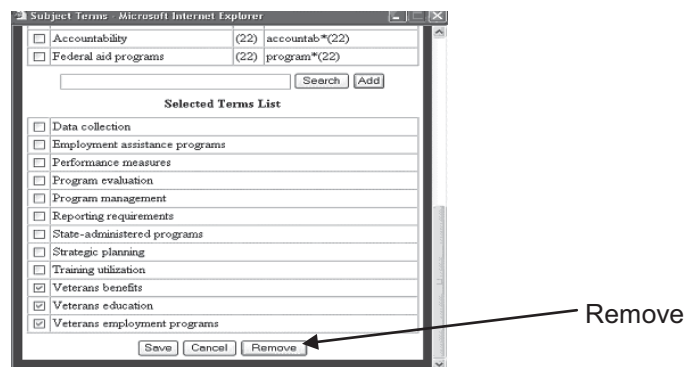 Subject Terms - Microsoft Internet Explorer
Accountability (22) accountab*(22)
Federal aid programs (22) program*(22)
Search Add
Selected Terms List
Data collection
Employment assistance programs
Performance measures
Program evaluation
Program management
Reporting requirements
State-administered programs
Strategic planning
Training utilization
Veterans benefits
Veterans education
Veterans employment programs
Save Cancel Remove
Remove